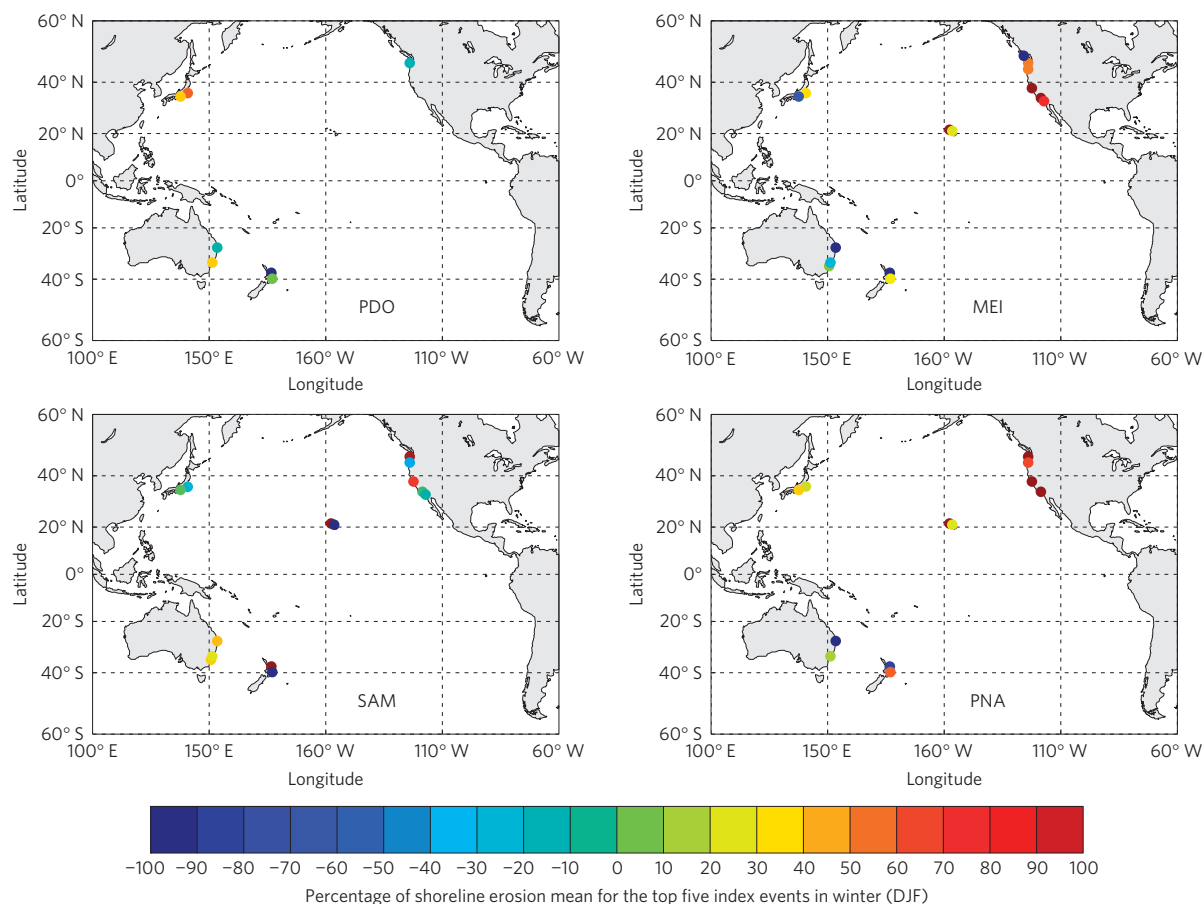 60° N
40° N
20° N
0°
20° S
40° S
60° S
Latitude
PDO
100° E 150° E 160° W 110° W 60° W
Longitude
60° N
40° N
20° N
0°
20° S
40° S
60° S
Latitude
MEI
100° E 150° E 160° W 110° W 60° W
Longitude
60° N
40° N
20° N
0°
20° S
40° S
60° S
Latitude
SAM
100° E 150° E 160° W 110° W 60° W
Longitude
60° N
40° N
20° N
0°
20° S
40° S
60° S
Latitude
PNA
100° E 150° E 160° W 110° W 60° W
Longitude
−100 −90 −80 −70 −60 −50 −40 −30 −20 −10 0 10 20 30 40 50 60 70 80 90 100
Percentage of shoreline erosion mean for the top five index events in winter (DJF)